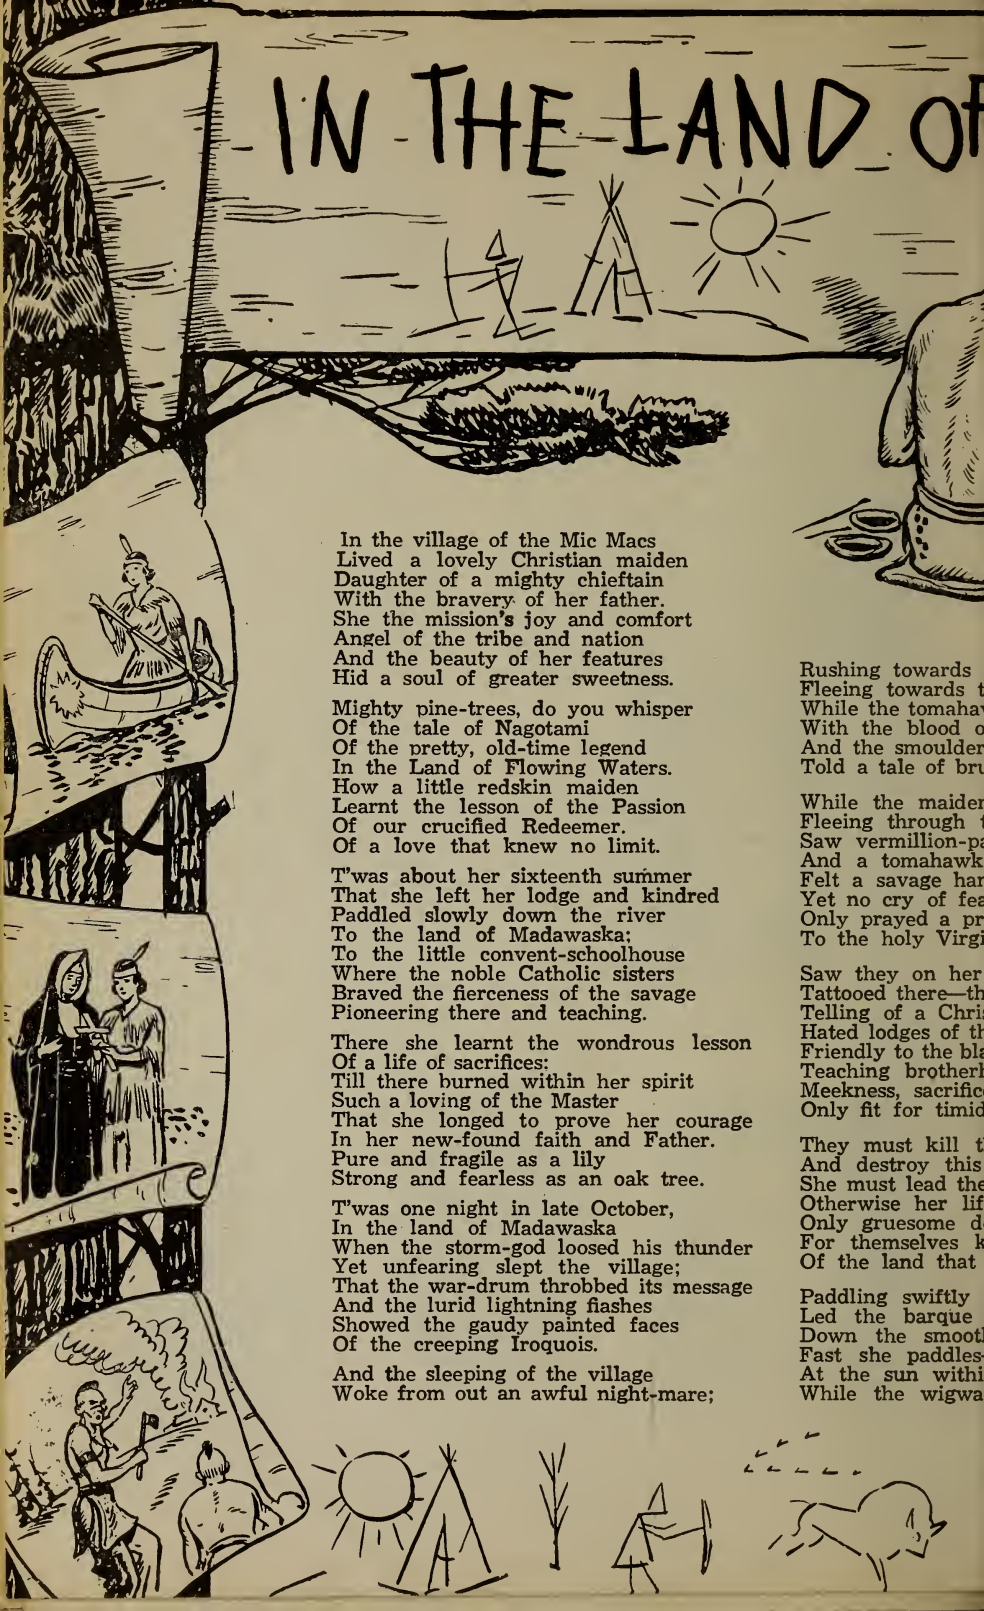 IN THE LAND OF
In the village of the Mic Macs
Lived a lovely Christian maiden
Daughter of a mighty chieftain
With the bravery of her father.
She the mission's joy and comfort
Angel of the tribe and nation
And the beauty of her features
Hid a soul of greater sweetness.
Mighty pine-trees, do you whisper
Of the tale of Nagotami
Of the pretty, old-time legend
In the Land of Flowing Waters.
How a little redskin maiden
Learnt the lesson of the Passion
Of our crucified Redeemer.
Of a love that knew no limit.
T'was about her sixteenth summer
That she left her lodge and kindred
Paddled slowly down the river
To the land of Madawaska;
To the little convent-schoolhouse
Where the noble Catholic sisters
Braved the fierceness of the savage
Pioneering there and teaching.
There she learnt the wondrous lesson
Of a life of sacrifices:
Till there burned within her spirit
Such a loving of the Master
That she longed to prove her courage
In her new-found faith and Father.
Pure and fragile as a lily
Strong and fearless as an oak tree.
T'was one night in late October,
In the land of Madawaska
When the storm-god loosed his thunder
Yet unfearing slept the village;
That the war-drum throbbed its message
And the lurid lightning flashes
Showed the gaudy painted faces
Of the creeping Iroquois.
And the sleeping of the village
Woke from out an awful night-mare;
Rushing towards
Fleeing towards
While the
With the blood
And the
Told a tale of
While the
Fleeing through
Saw
And a tomahawk
Felt a savage
Yet no cry of
Only prayed a
To the holy
Saw they on her
Tattooed there—
Telling of a
Hated lodges of
Friendly to the
Teaching
Meekness,
Only fit for
They must kill
And destroy this
She must lead
Otherwise her
Only gruesome
For themselves
Of the land that
Paddling swiftly
Led the barque
Down the
Fast she paddles
At the sun
While the